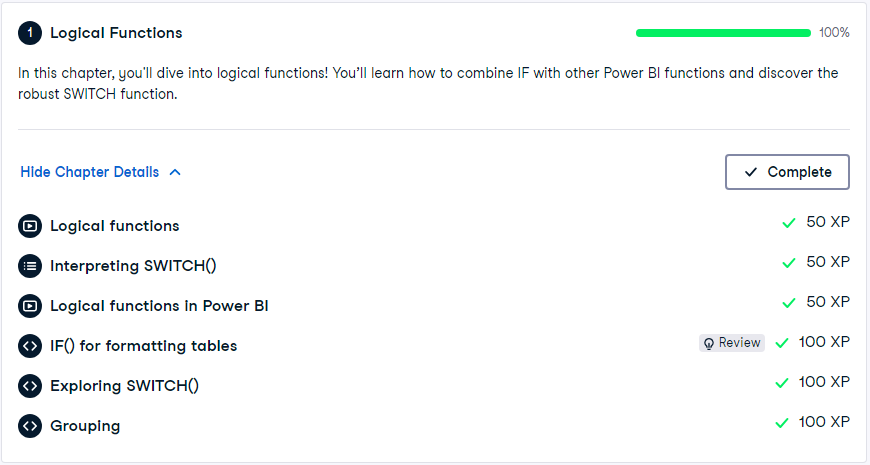 1 Logical Functions 100%
In this chapter, you'll dive into logical functions! You’ll learn how to combine IF with other Power BI functions and discover the
robust SWITCH function.
Hide Chapter Details Complete
Logical functions 50 XP
Interpreting SWITCH() 50 XP
Logical functions in Power BI 50 XP
IF() for formatting tables Review 100 XP
Exploring SWITCH() 100 XP
Grouping 100 XP